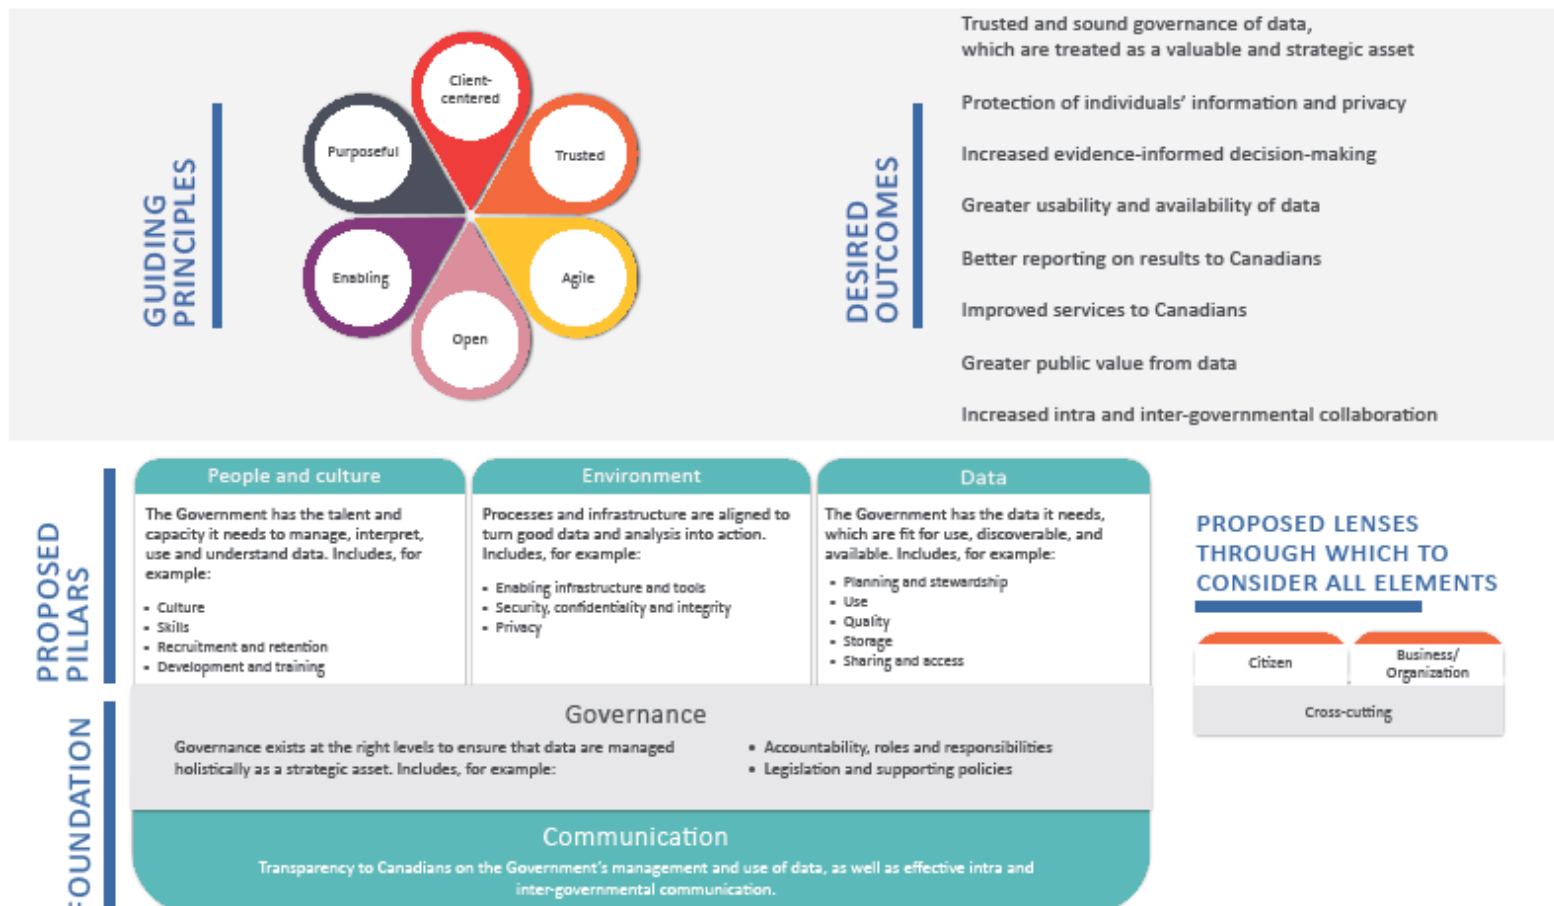 GUIDING
PRINCIPLES
Client-
centered
Purposeful
Trusted
Enabling
Agile
Open
DESIRED
OUTCOMES
Trusted and sound governance of data,
which are treated as a valuable and strategic asset
Protection of individuals' information and privacy
Increased evidence-informed decision-making
Greater usability and availability of data
Better reporting on results to Canadians
Improved services to Canadians
Greater public value from data
Increased intra and inter-governmental collaboration
PROPOSED
PILLARS
People and culture
The Government has the talent and
capacity it needs to manage, interpret,
use and understand data. Includes, for
example:
▪ Culture
▪ Skills
▪ Recruitment and retention
▪ Development and training
Environment
Processes and infrastructure are aligned to
turn good data and analysis into action.
Includes, for example:
▪ Enabling infrastructure and tools
▪ Security, confidentiality and integrity
▪ Privacy
Data
The Government has the data it needs,
which are fit for use, discoverable, and
available. Includes, for example:
▪ Planning and stewardship
▪ Use
▪ Quality
▪ Storage
▪ Sharing and access
PROPOSED LENSES
THROUGH WHICH TO
CONSIDER ALL ELEMENTS
Citizen
Business/
Organization
Cross-cutting
FOUNDATION
Governance
Governance exists at the right levels to ensure that data are managed
holistically as a strategic asset. Includes, for example:
• Accountability, roles and responsibilities
• Legislation and supporting policies
Communication
Transparency to Canadians on the Government's management and use of data, as well as effective intra and
inter-governmental communication.